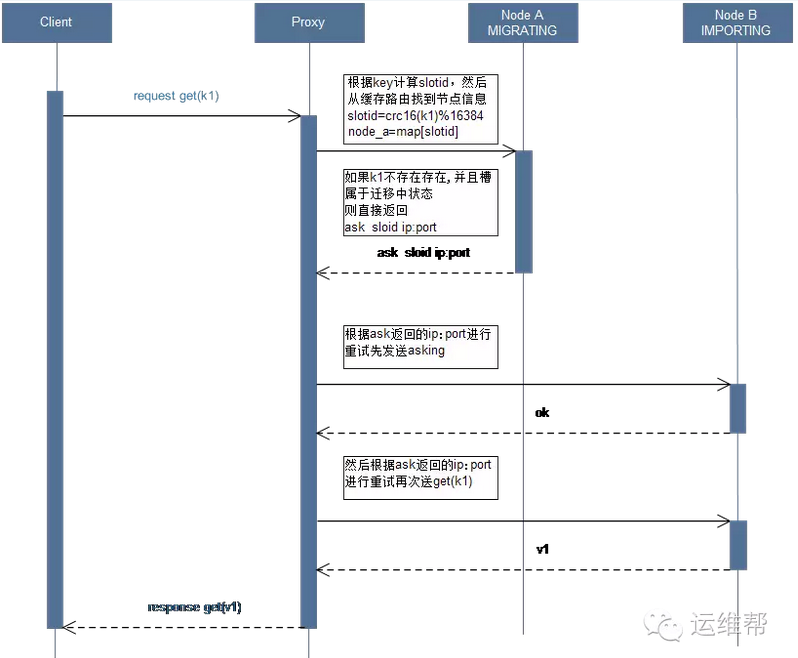 Client
Proxy
Node A
MIGRATING
Node B
IMPORTING
request get(k1)
根据key计算slotid，然后
从缓存路由找到节点信息
slotid=crc16(k1)%16384
node_a=map[slotid]
如果k1不存在存在,并且槽
属于迁移中状态
则直接返回
ask sloid ip:port
ask sloid ip:port
根据ask返回的ip:port进行
重试先发送asking
ok
然后根据ask返回的ip:port
进行重试再次送get(k1)
v1
response get(v1)
运维帮